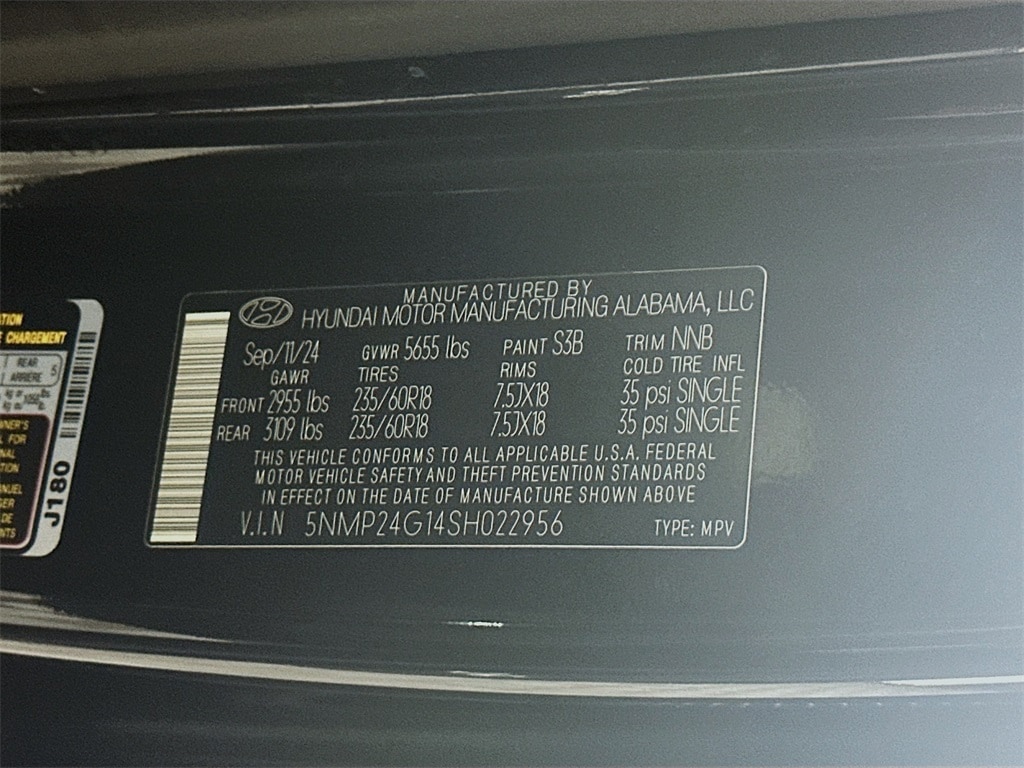 MANUFACTURED BY
HYUNDAI MOTOR MANUFACTURING ALABAMA, LLC
Sep/11/24 GVWR 5655 lbs PAINT S3B TRIM NNB
GAWR TIRES RIMS COLD TIRE INFL
FRONT 2955 lbs 235/60R18 7.5JX18 35 psi SINGLE
REAR 3109 lbs 235/60R18 7.5JX18 35 psi SINGLE
THIS VEHICLE CONFORMS TO ALL APPLICABLE U.S.A. FEDERAL
MOTOR VEHICLE SAFETY AND THEFT PREVENTION STANDARDS
IN EFFECT ON THE DATE OF MANUFACTURE SHOWN ABOVE
V.I.N 5NMP24G14SH022956 TYPE: MPV
CHARGEMENT
REAR
ARRIÈRE 5
J180